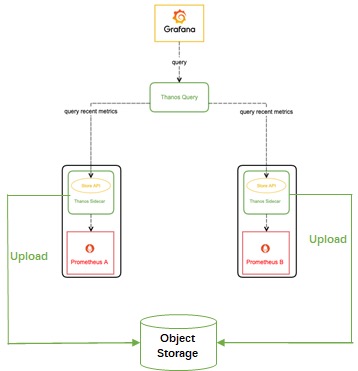 Grafana
query
Thanos Query
query recent metrics
query recent metrics
Store API
Thanos Sidecar
Store API
Thanos Sidecar
Upload
Upload
Prometheus A
Prometheus B
Object
Storage